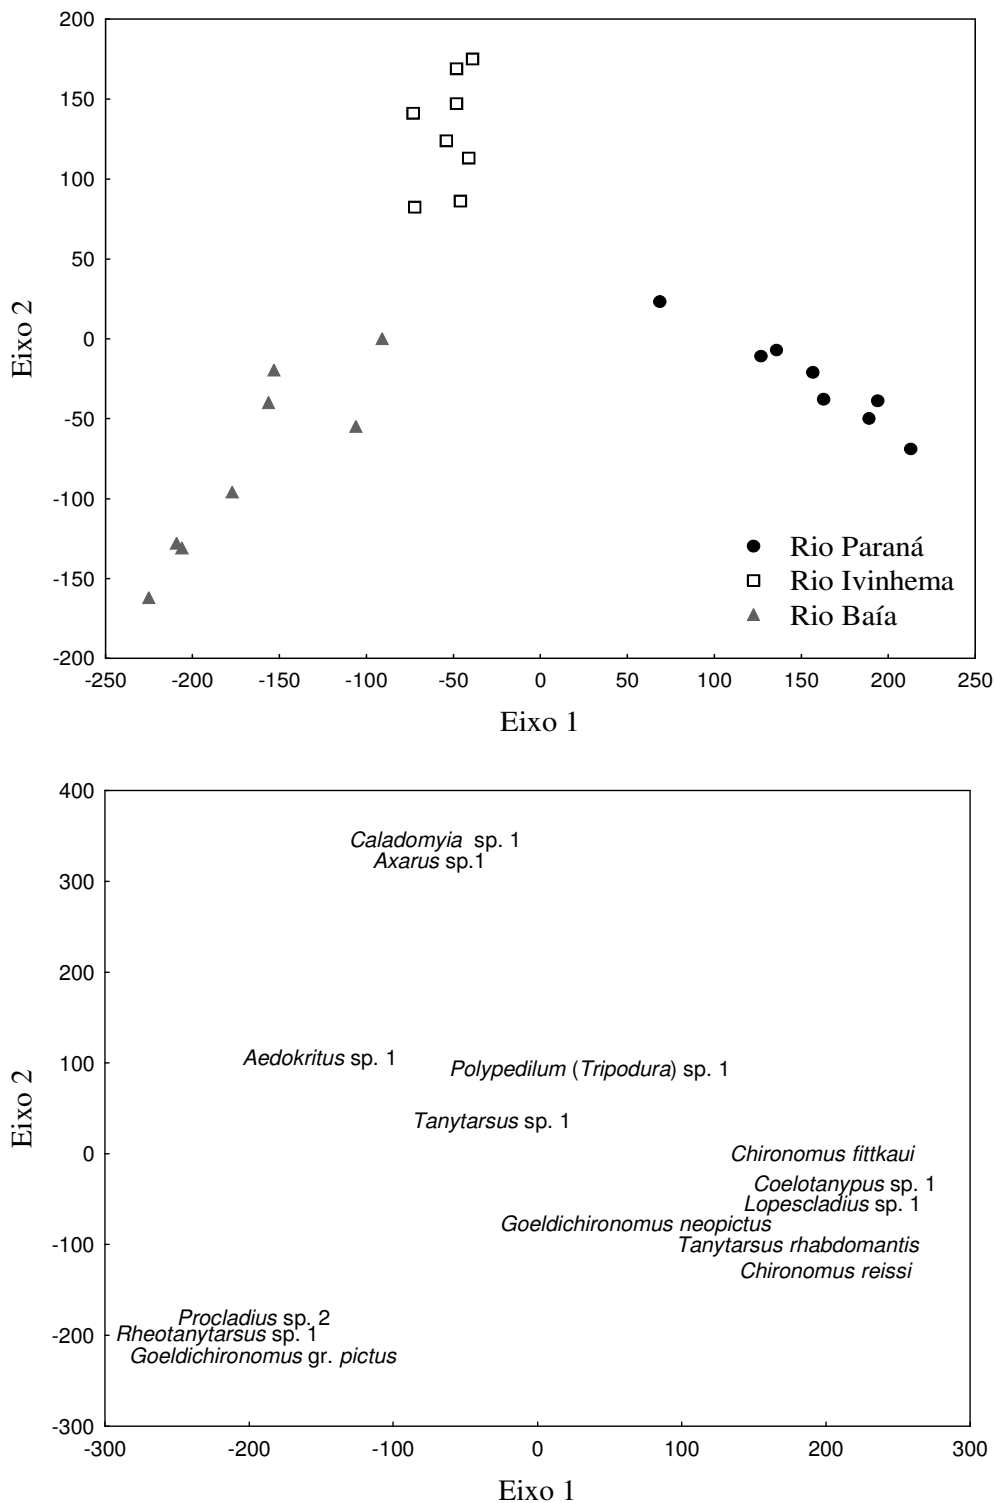 200
150
100
50
0
-50
-100
-150
-200
Eixo 2
Rio Paraná
Rio Ivinhema
Rio Baía
-250 -200 -150 -100 -50 0 50 100 150 200 250
Eixo 1
400
300
200
100
0
-100
-200
-300
Eixo 2
Caladomyia sp. 1
Axarus sp.1
Aedokritus sp. 1
Polypedilum (Tripodura) sp. 1
Tanytarsus sp. 1
Chironomus fittkaui
Coelotanypus sp. 1
Lopescladius sp. 1
Goeldichironomus neopictus
Tanytarsus rhabdomantis
Chironomus reissi
Procladius sp. 2
Rheotanytarsus sp. 1
Goeldichironomus gr. pictus
-300 -200 -100 0 100 200 300
Eixo 1